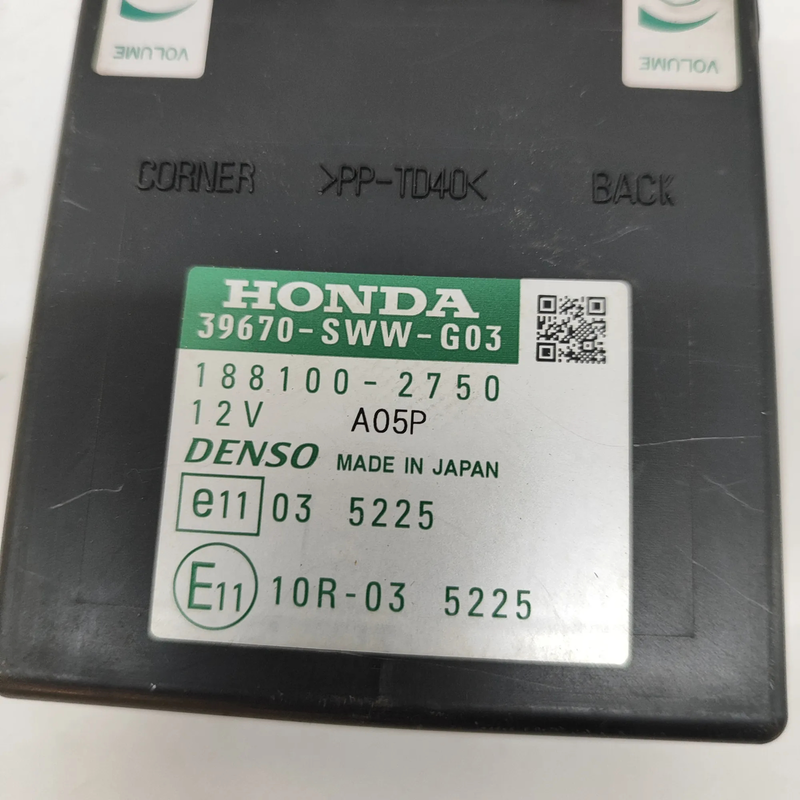 VOLUME VOLUME
CORNER >PP-TD40< BACK
HONDA
39670-SWW-G03
188100-2750
12V A05P
DENSO MADE IN JAPAN
e11 03 5225
E11 10R-03 5225